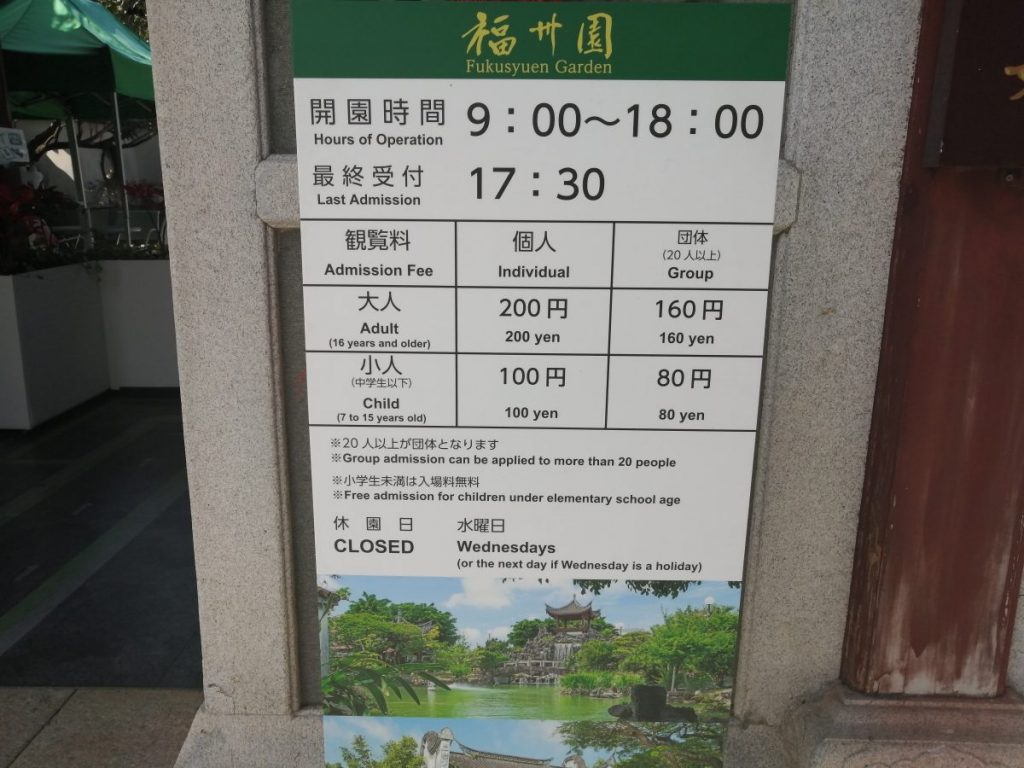 福州園
Fukusyuen Garden
開園時間 9：00～18：00
Hours of Operation
最終受付 17：30
Last Admission
観覧料 個人 団体
(20人以上)
Admission Fee Individual Group
大人 200円 160円
Adult 200 yen 160 yen
(16 years and older)
小人 100円 80円
(中学生以下)
Child 100 yen 80 yen
(7 to 15 years old)
※20人以上が団体となります
※Group admission can be applied to more than 20 people
※小学生未満は入場料無料
※Free admission for children under elementary school age
休園日 水曜日
CLOSED Wednesdays
(or the next day if Wednesday is a holiday)